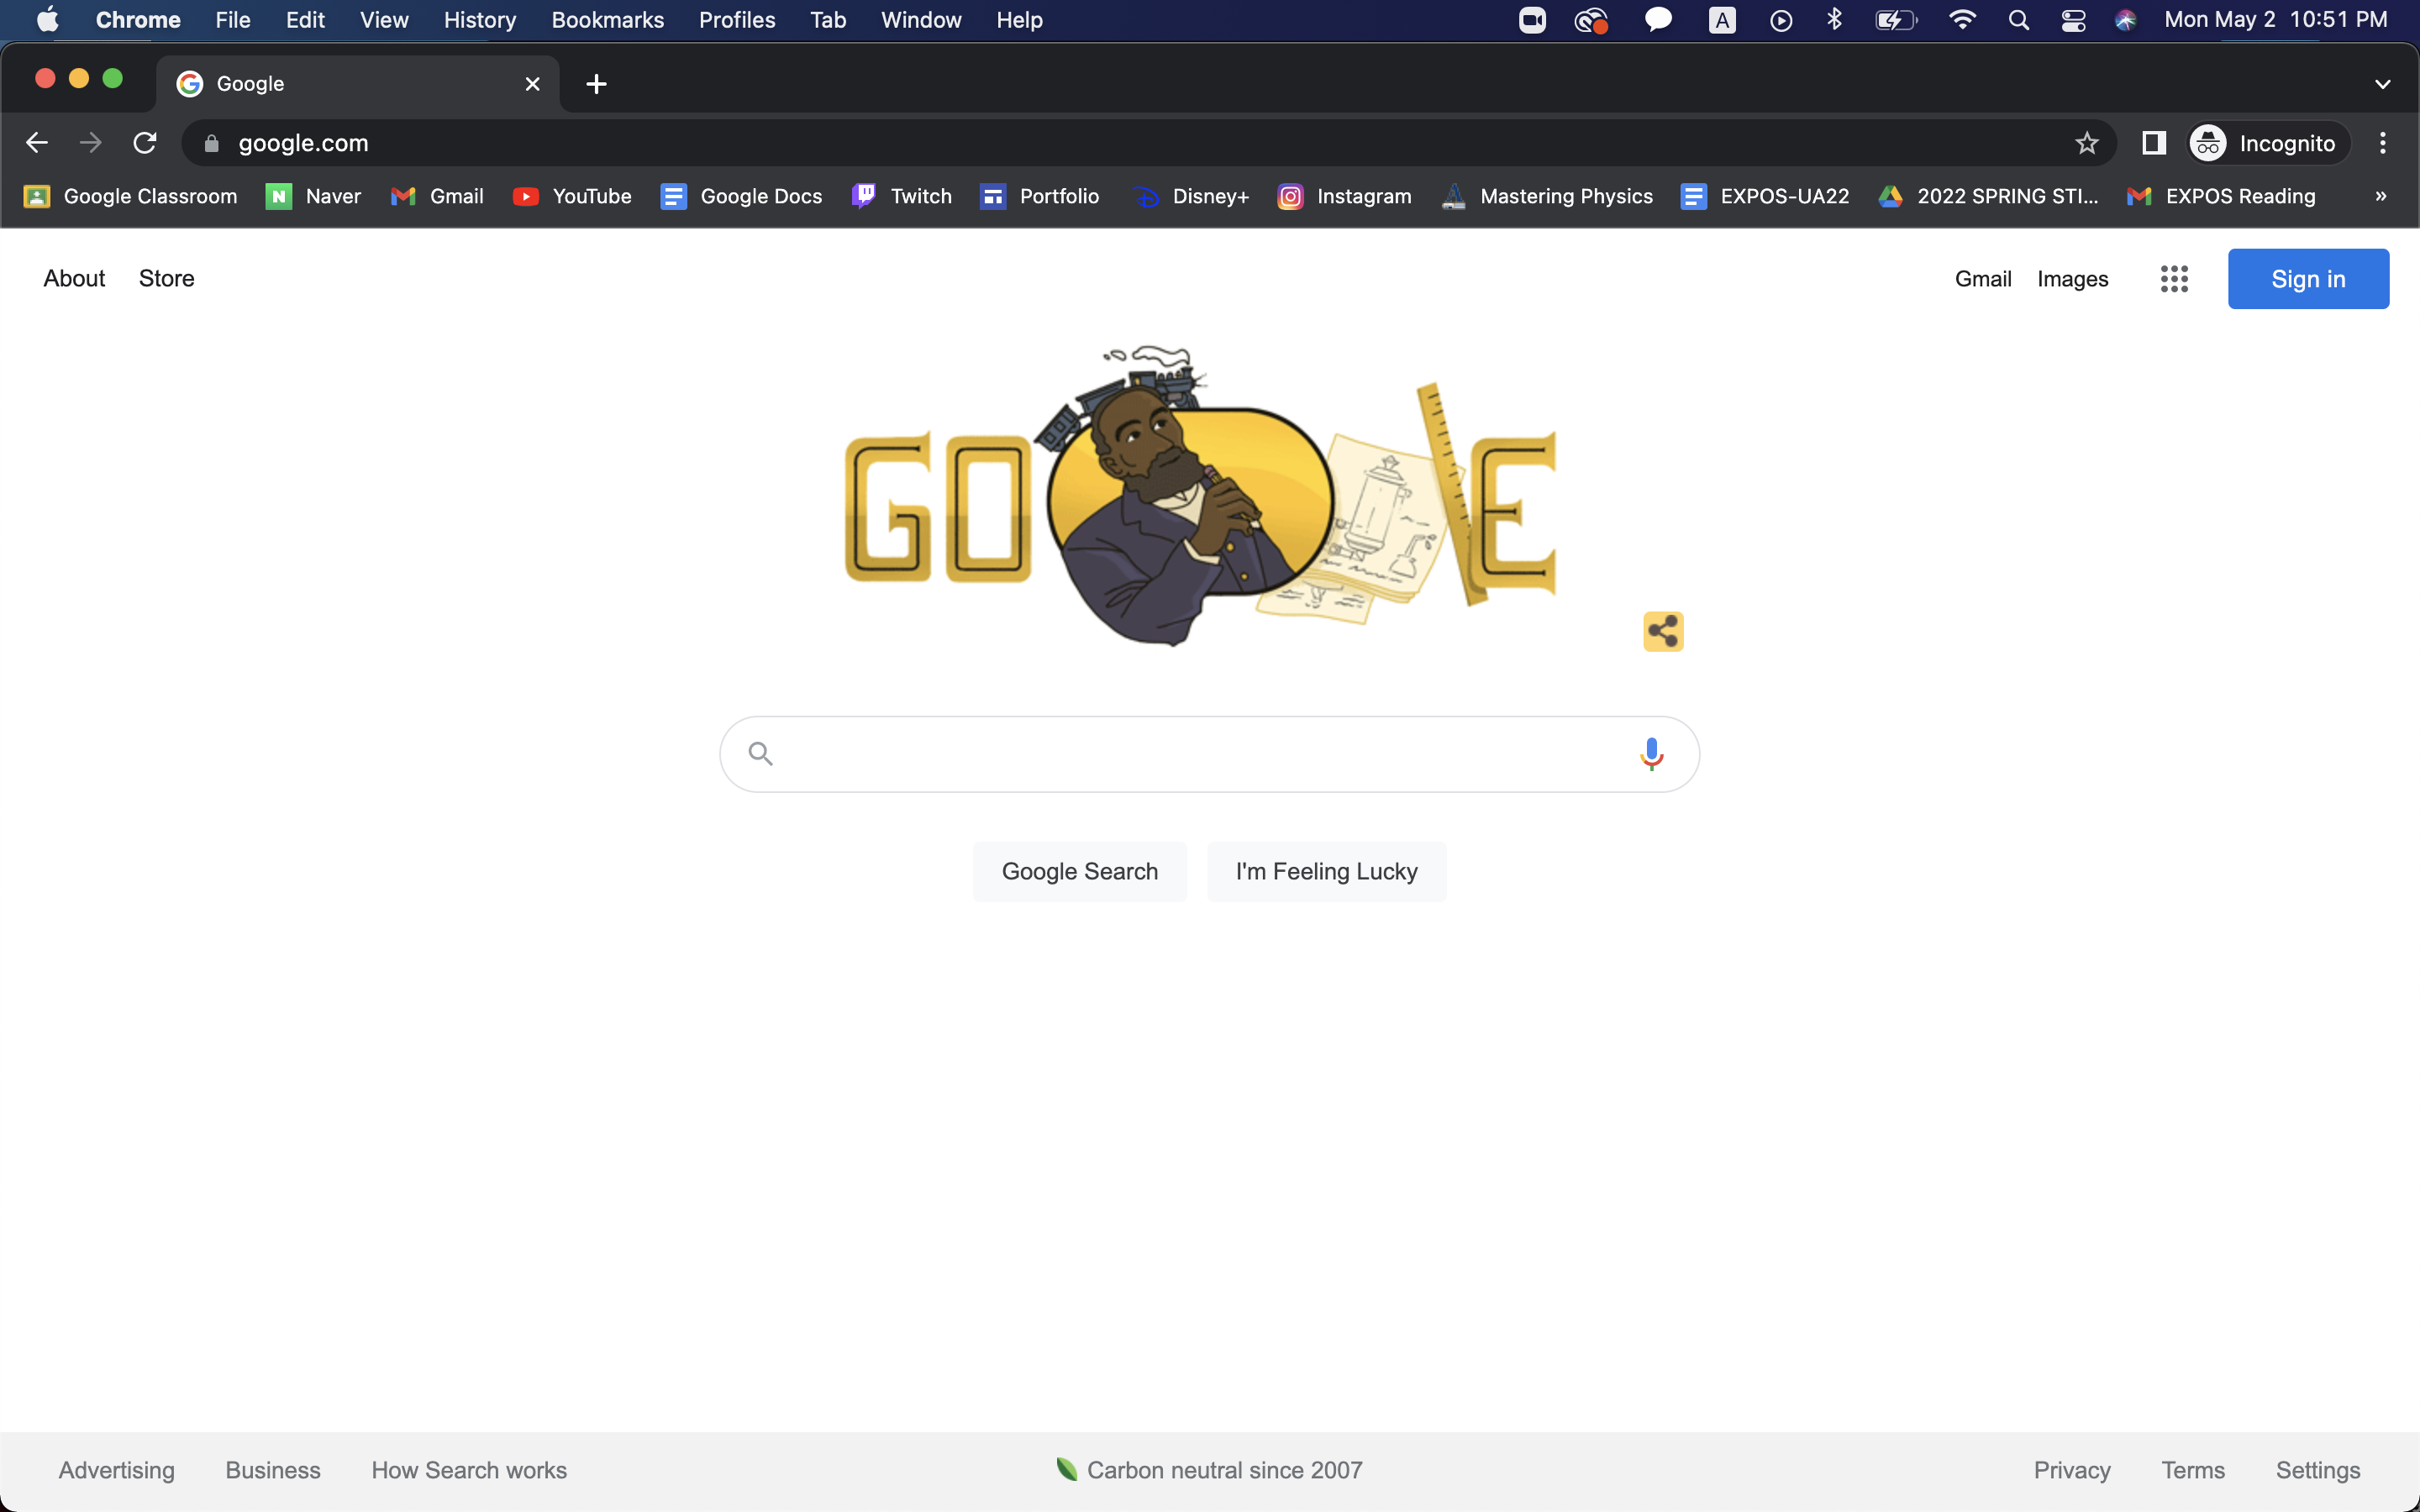 Chrome File Edit View History Bookmarks Profiles Tab Window Help A Mon May 2 10:51 PM
Google
google.com Incognito
Google Classroom N Naver Gmail YouTube Google Docs Twitch Portfolio Disney+ Instagram Mastering Physics EXPOS-UA22 2022 SPRING STI... EXPOS Reading »
About Store Gmail Images Sign in
GOOGLE
Google Search I'm Feeling Lucky
Advertising Business How Search works Carbon neutral since 2007 Privacy Terms Settings